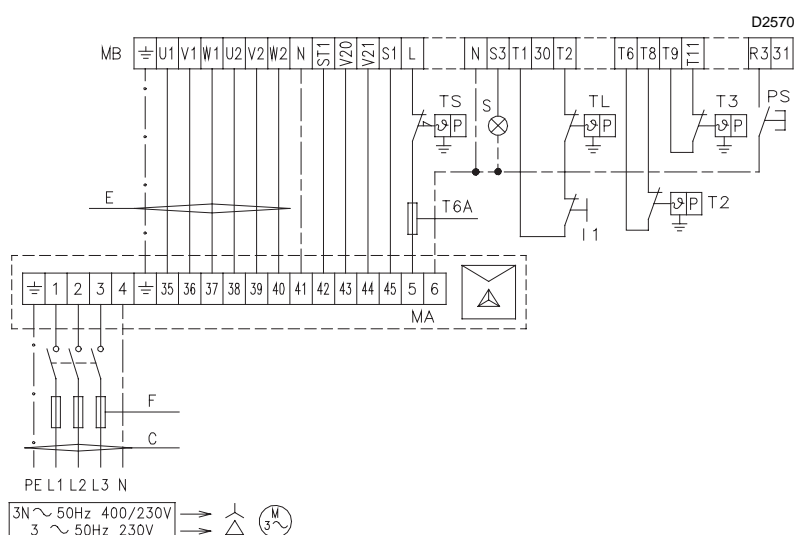 D2570
MB ⏚ U1 V1 W1 U2 V2 W2 N ST1 V20 V21 S1 L N S3 T1 30 T2 T6 T8 T9 T11 R3 31
TS S TL T3 PS
ϑ P ϑ P ϑ P
E T6A I1 ϑ P T2
⏚ 1 2 3 4 ⏚ 35 36 37 38 39 40 41 42 43 44 45 5 6
MA
F
C
PE L1 L2 L3 N
3N ~ 50Hz 400/230V
3 ~ 50Hz 230V
M
3~